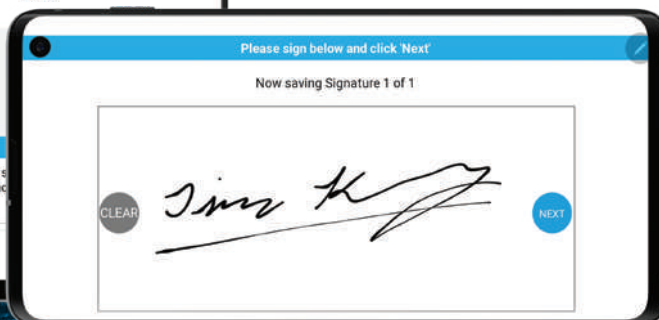 Please sign below and click 'Next'
Now saving Signature 1 of 1
CLEAR
NEXT